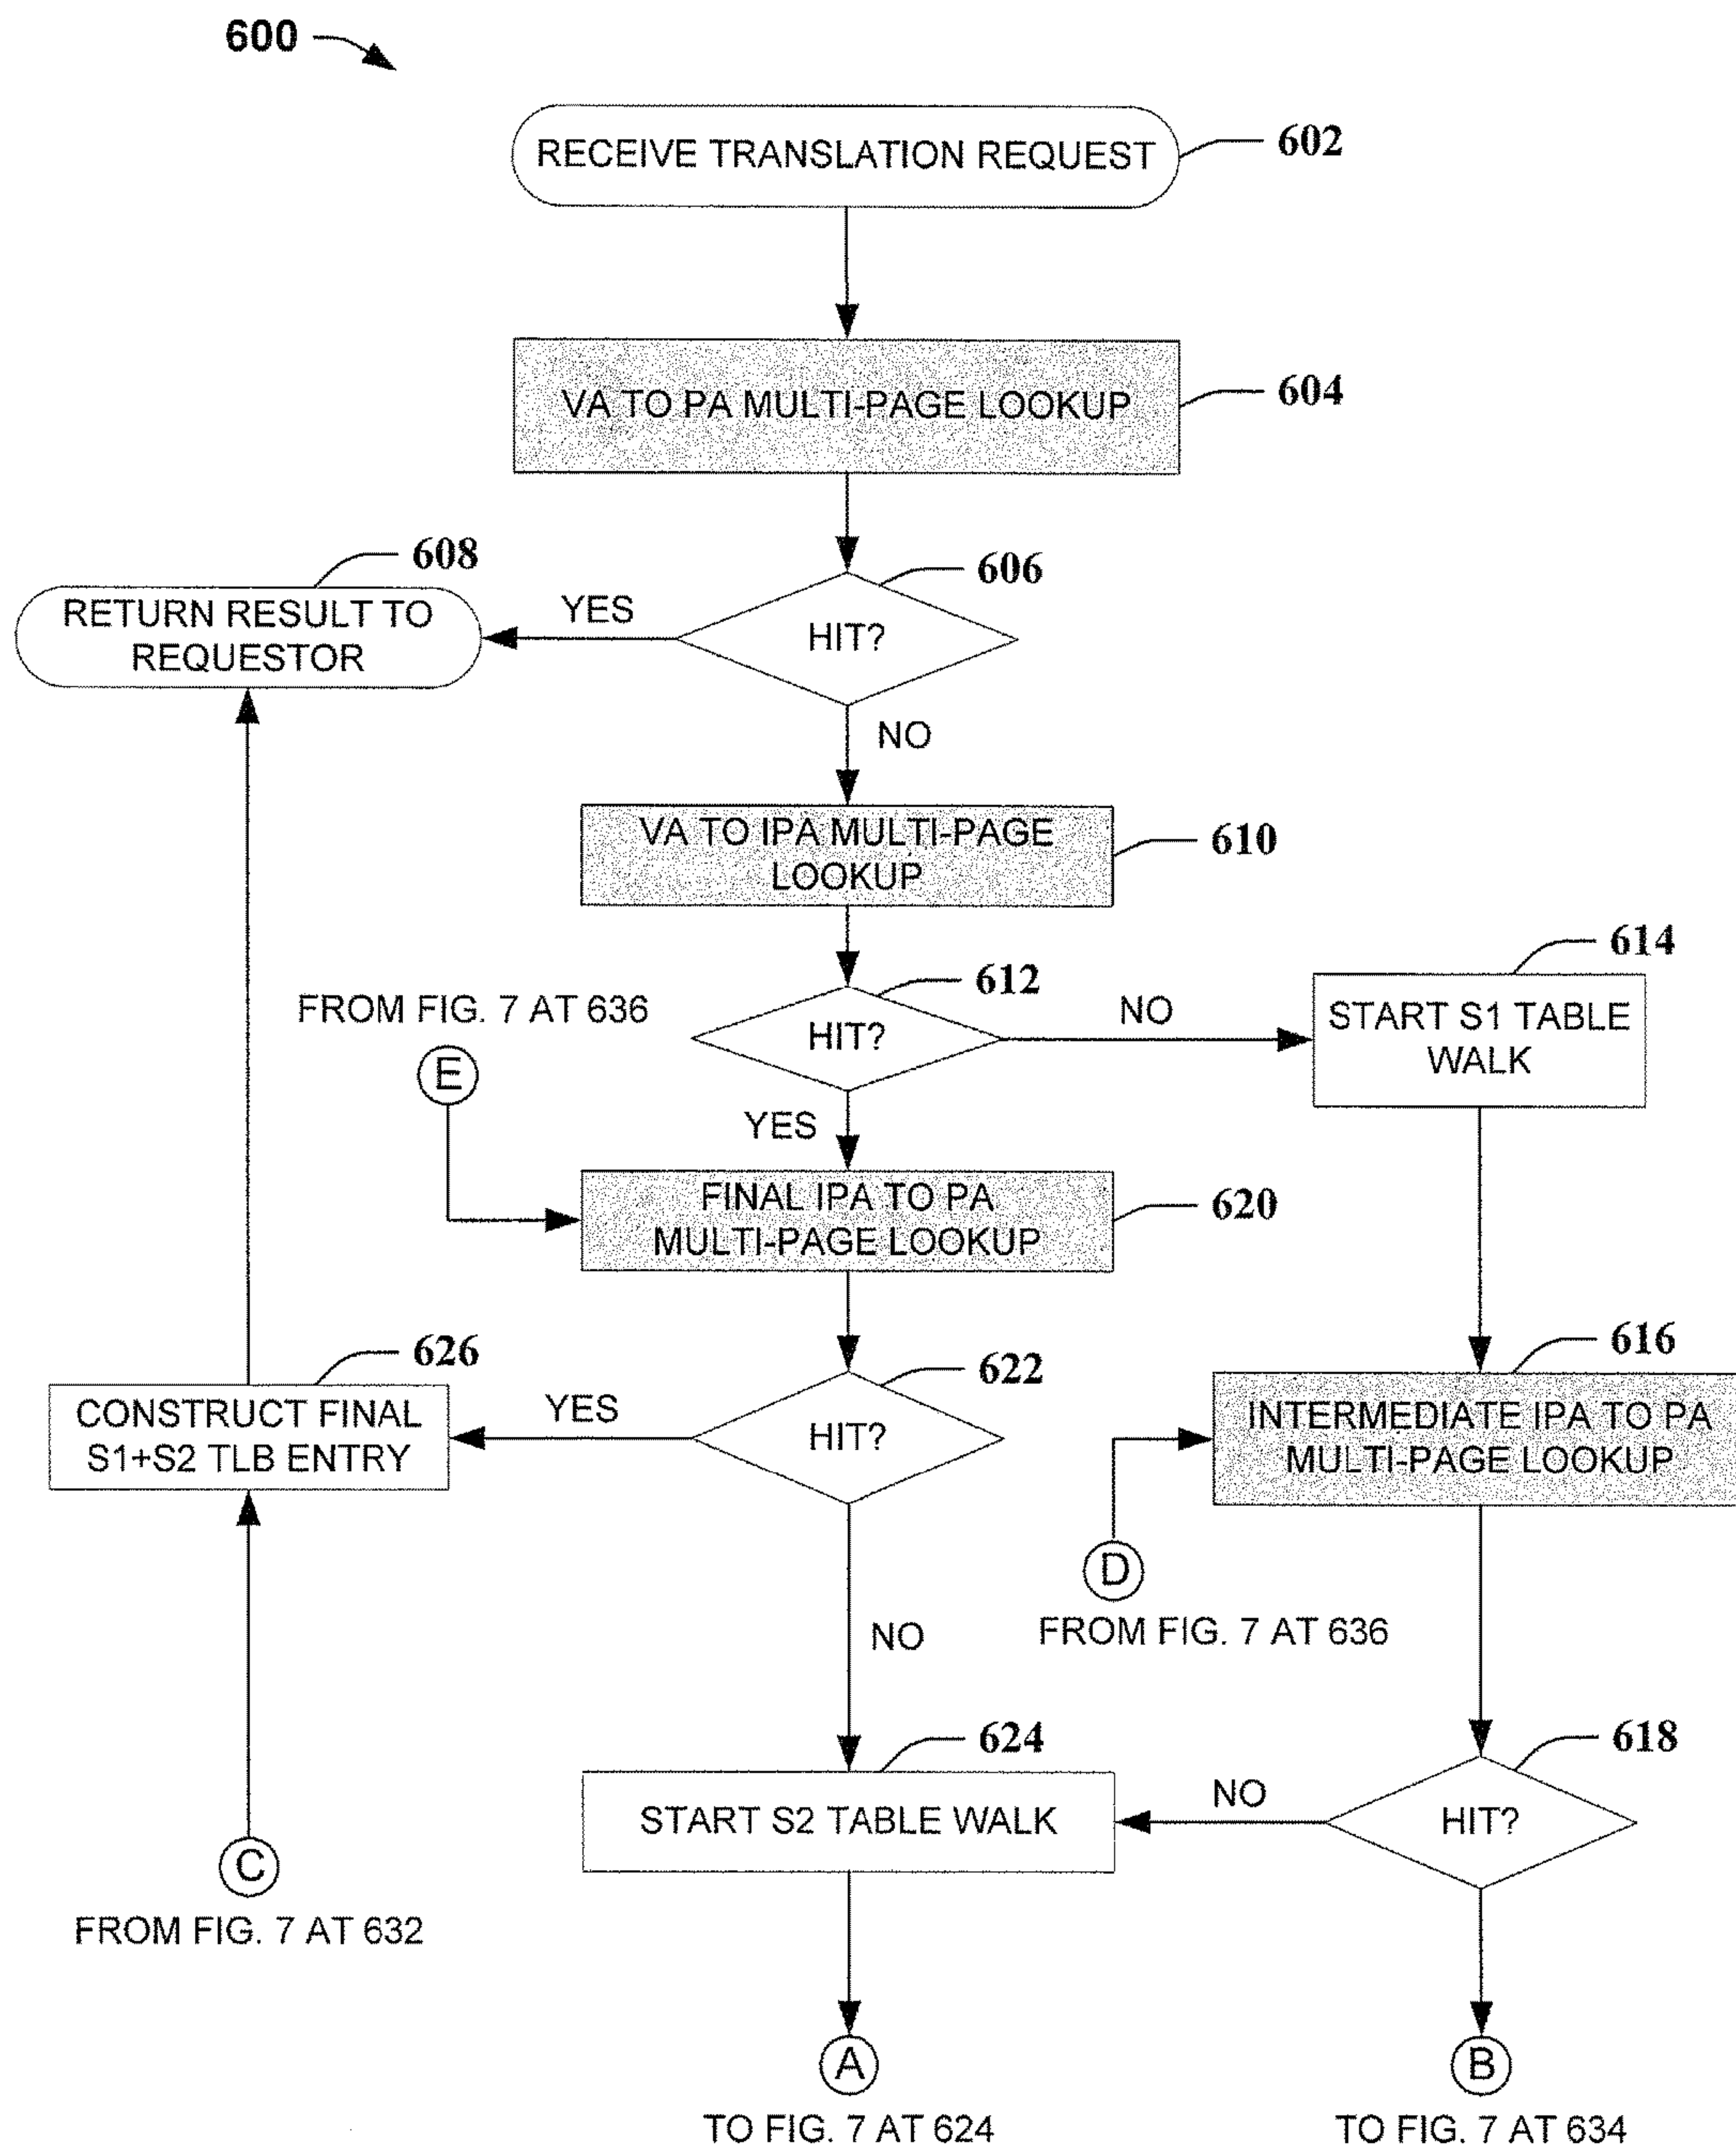 600
RECEIVE TRANSLATION REQUEST
602
VA TO PA MULTI-PAGE LOOKUP
604
608
606
RETURN RESULT TO
REQUESTOR
YES
HIT?
NO
VA TO IPA MULTI-PAGE
LOOKUP
610
614
612
FROM FIG. 7 AT 636
HIT?
NO
START S1 TABLE
WALK
E
YES
FINAL IPA TO PA
MULTI-PAGE LOOKUP
620
626
622
616
CONSTRUCT FINAL
S1+S2 TLB ENTRY
YES
HIT?
INTERMEDIATE IPA TO PA
MULTI-PAGE LOOKUP
D
FROM FIG. 7 AT 636
NO
624
618
START S2 TABLE WALK
NO
HIT?
C
FROM FIG. 7 AT 632
A
TO FIG. 7 AT 624
B
TO FIG. 7 AT 634